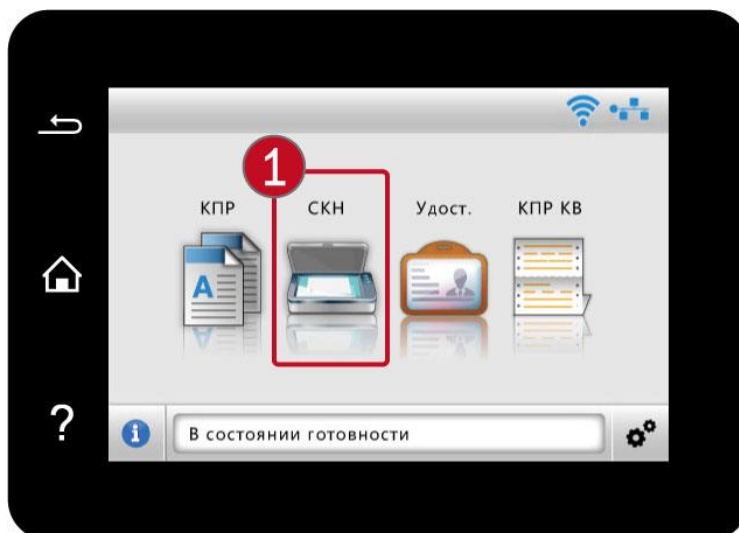 1
КПР СКН Удост. КПР КВ
A
?
i
В состоянии готовности